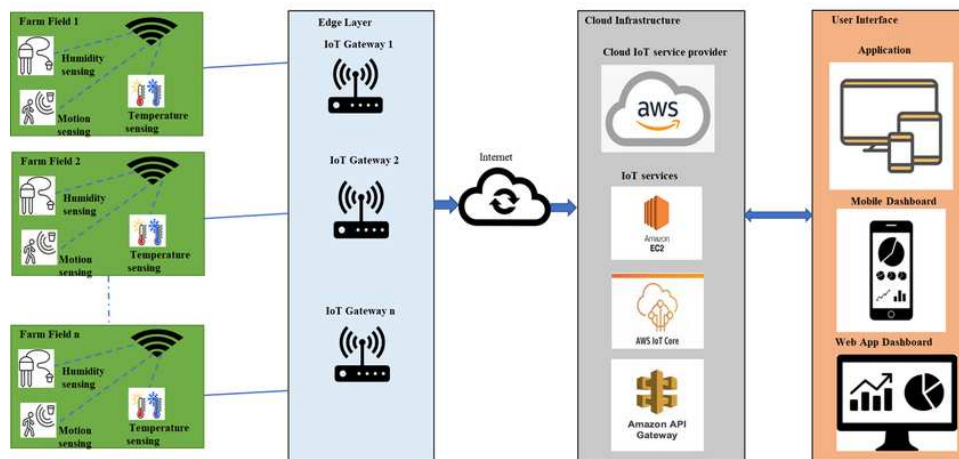 Farm Field 1
Humidity
sensing
Motion
sensing
Temperature
sensing
Farm Field 2
Humidity
sensing
Motion
sensing
Temperature
sensing
Farm Field n
Humidity
sensing
Motion
sensing
Temperature
sensing
Edge Layer
IoT Gateway 1
IoT Gateway 2
IoT Gateway n
Internet
Cloud Infrastructure
Cloud IoT service provider
aws
IoT services
Amazon
EC2
AWS IoT Core
Amazon API
Gateway
User Interface
Application
Mobile Dashboard
Web App Dashboard